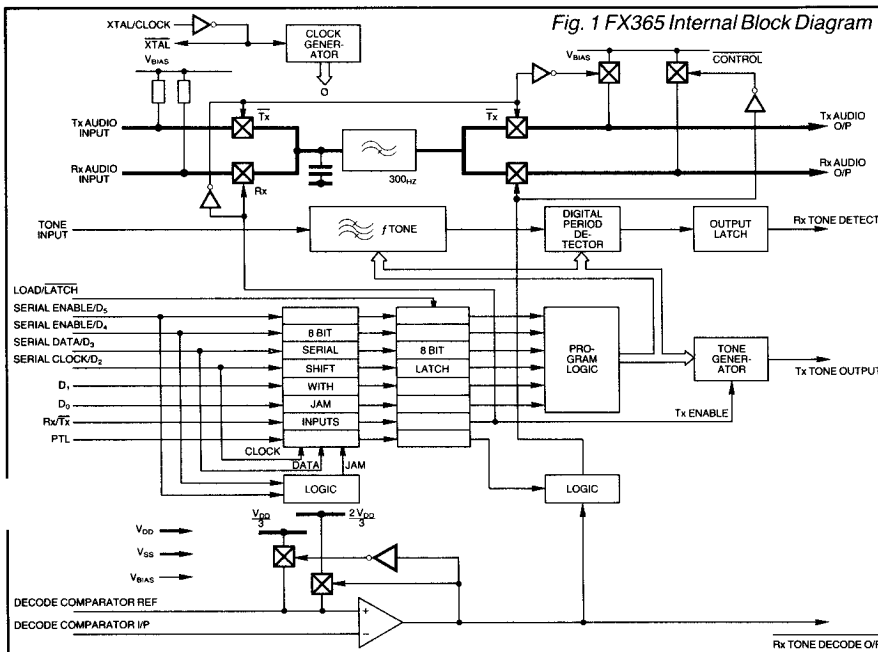 Fig. 1 FX365 Internal Block Diagram
XTAL/CLOCK
XTAL
CLOCK
GENER-
ATOR
Ø
VBIAS
VBIAS
CONTROL
Tx AUDIO
INPUT
Tx
Tx
Tx AUDIO
O/P
Rx AUDIO
INPUT
Rx
300HZ
Rx AUDIO
O/P
TONE
INPUT
f TONE
DIGITAL
PERIOD
DE-
TECTOR
OUTPUT
LATCH
Rx TONE DETECT
LOAD/LATCH
SERIAL ENABLE/D5
SERIAL ENABLE/D4
SERIAL DATA/D3
SERIAL CLOCK/D2
D1
D0
Rx/Tx
PTL
8 BIT
SERIAL
SHIFT
WITH
JAM
INPUTS
8 BIT
LATCH
PRO-
GRAM
LOGIC
TONE
GENER-
ATOR
Tx TONE OUTPUT
Tx ENABLE
CLOCK
DATA
JAM
LOGIC
LOGIC
VDD
VSS
VBIAS
VDD
3
2 VDD
3
DECODE COMPARATOR REF
+
DECODE COMPARATOR I/P
−
Rx TONE DECODE O/P